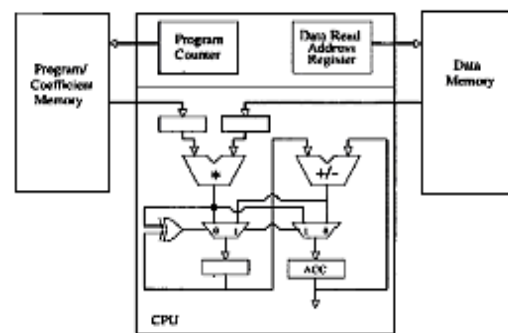 Program
Counter
Data Read
Address
Register
Program/
Coefficient
Memory
Data
Memory
*
+/-
0 1
1 0
ACC
CPU